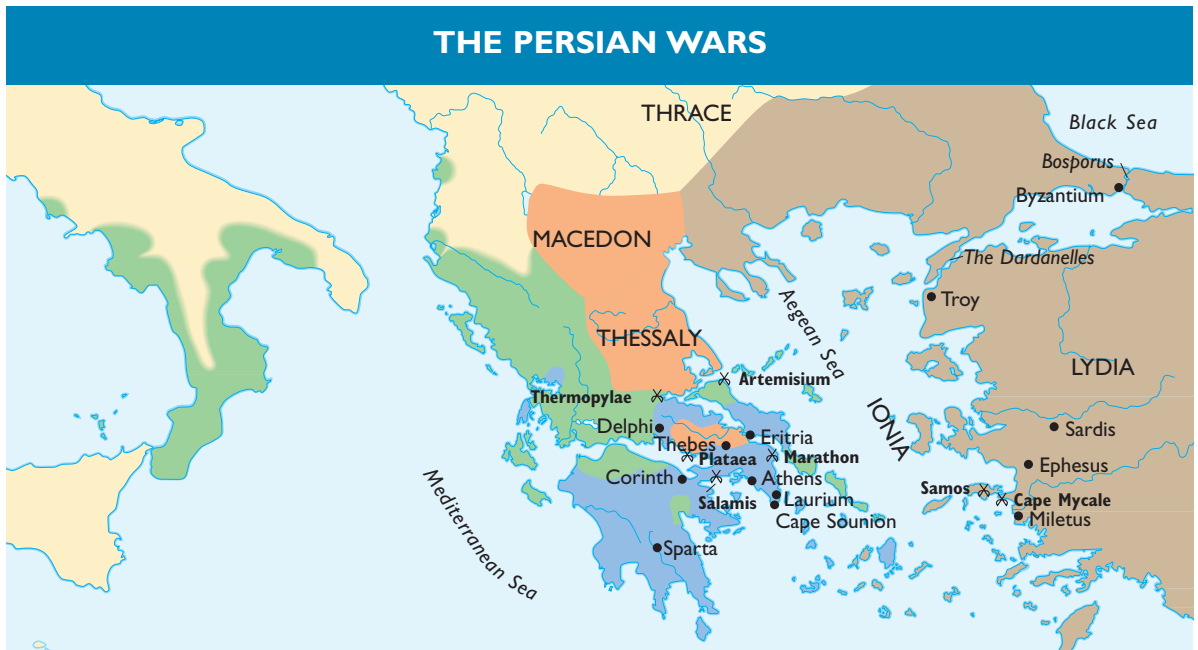 THE PERSIAN WARS
THRACE
Black Sea
Bosporus
Byzantium
MACEDON
The Dardanelles
Troy
Aegean Sea
THESSALY
LYDIA
Artemisium
Thermopylae
IONIA
Delphi
Eritria
Sardis
Thebes
Plataea
Marathon
Ephesus
Corinth
Athens
Samos
Cape Mycale
Salamis
Laurium
Miletus
Cape Sounion
Mediterranean Sea
Sparta